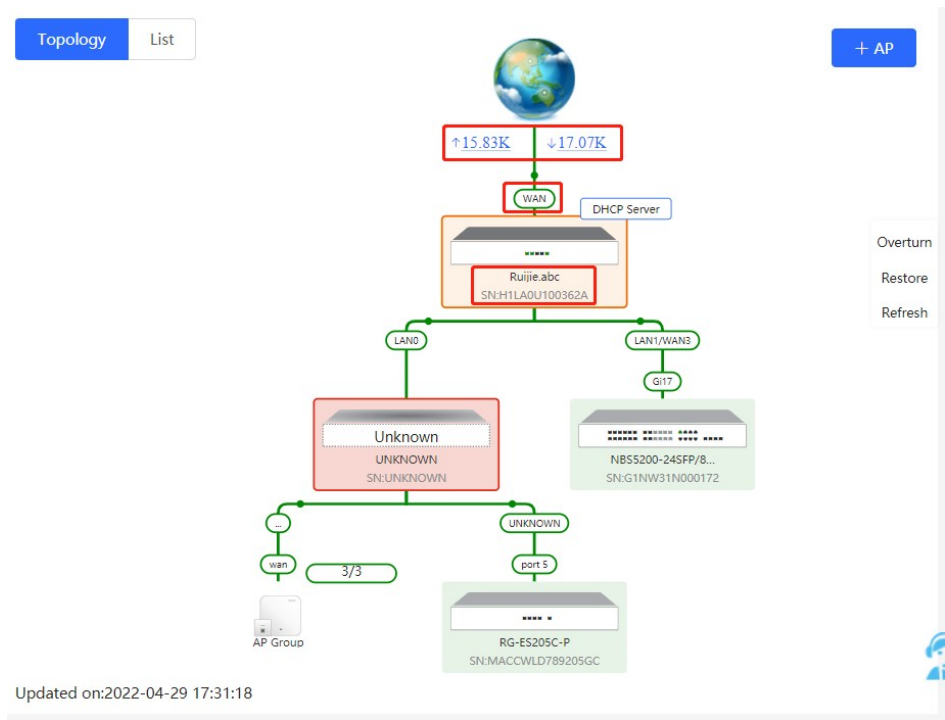 Topology List
+ AP
↑15.83K ↓17.07K
WAN
DHCP Server
Ruijie.abc
SN:H1LA0U100362A
Overturn
Restore
Refresh
LAN0
LAN1/WAN3
Gi17
Unknown
UNKNOWN
SN:UNKNOWN
NBS5200-24SFP/8...
SN:G1NW31N000172
...
UNKNOWN
wan
3/3
port 5
AP Group
RG-ES205C-P
SN:MACCWLD789205GC
Updated on:2022-04-29 17:31:18